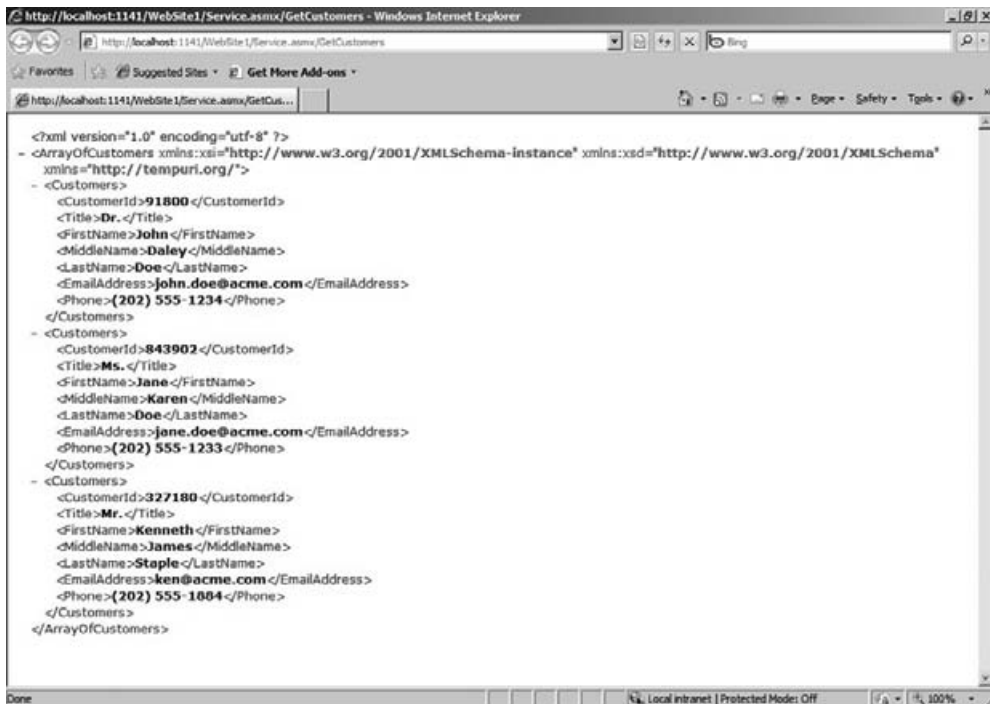 http://localhost:1141/WebSite1/Service.asmx/GetCustomers - Windows Internet Explorer
http://localhost:1141/WebSite1/Service.asmx/GetCustomers
Bing
Favorites Suggested Sites Get More Add-ons
http://localhost:1141/WebSite1/Service.asmx/GetCus...
Page Safety Tools
<?xml version="1.0" encoding="utf-8" ?>
- <ArrayOfCustomers xmlns:xsi="http://www.w3.org/2001/XMLSchema-instance" xmlns:xsd="http://www.w3.org/2001/XMLSchema"
xmlns="http://tempuri.org/">
- <Customers>
<CustomerId>91800</CustomerId>
<Title>Dr.</Title>
<FirstName>John</FirstName>
<MiddleName>Daley</MiddleName>
<LastName>Doe</LastName>
<EmailAddress>john.doe@acme.com</EmailAddress>
<Phone>(202) 555-1234</Phone>
</Customers>
- <Customers>
<CustomerId>843902</CustomerId>
<Title>Ms.</Title>
<FirstName>Jane</FirstName>
<MiddleName>Karen</MiddleName>
<LastName>Doe</LastName>
<EmailAddress>jane.doe@acme.com</EmailAddress>
<Phone>(202) 555-1233</Phone>
</Customers>
- <Customers>
<CustomerId>327180</CustomerId>
<Title>Mr.</Title>
<FirstName>Kenneth</FirstName>
<MiddleName>James</MiddleName>
<LastName>Staple</LastName>
<EmailAddress>ken@acme.com</EmailAddress>
<Phone>(202) 555-1884</Phone>
</Customers>
</ArrayOfCustomers>
Done Local intranet | Protected Mode: Off 100%